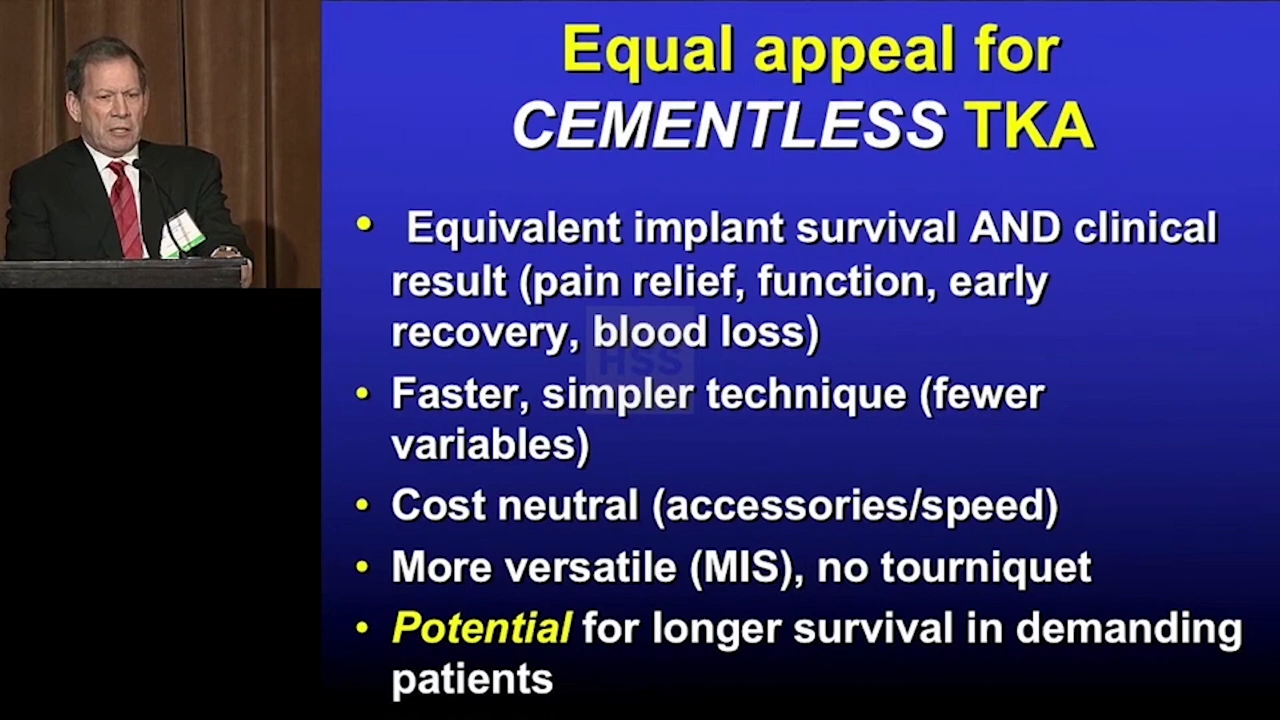 Equal appeal for
CEMENTLESS TKA
• Equivalent implant survival AND clinical
result (pain relief, function, early
recovery, blood loss)
HSS
• Faster, simpler technique (fewer
variables)
• Cost neutral (accessories/speed)
• More versatile (MIS), no tourniquet
• Potential for longer survival in demanding
patients